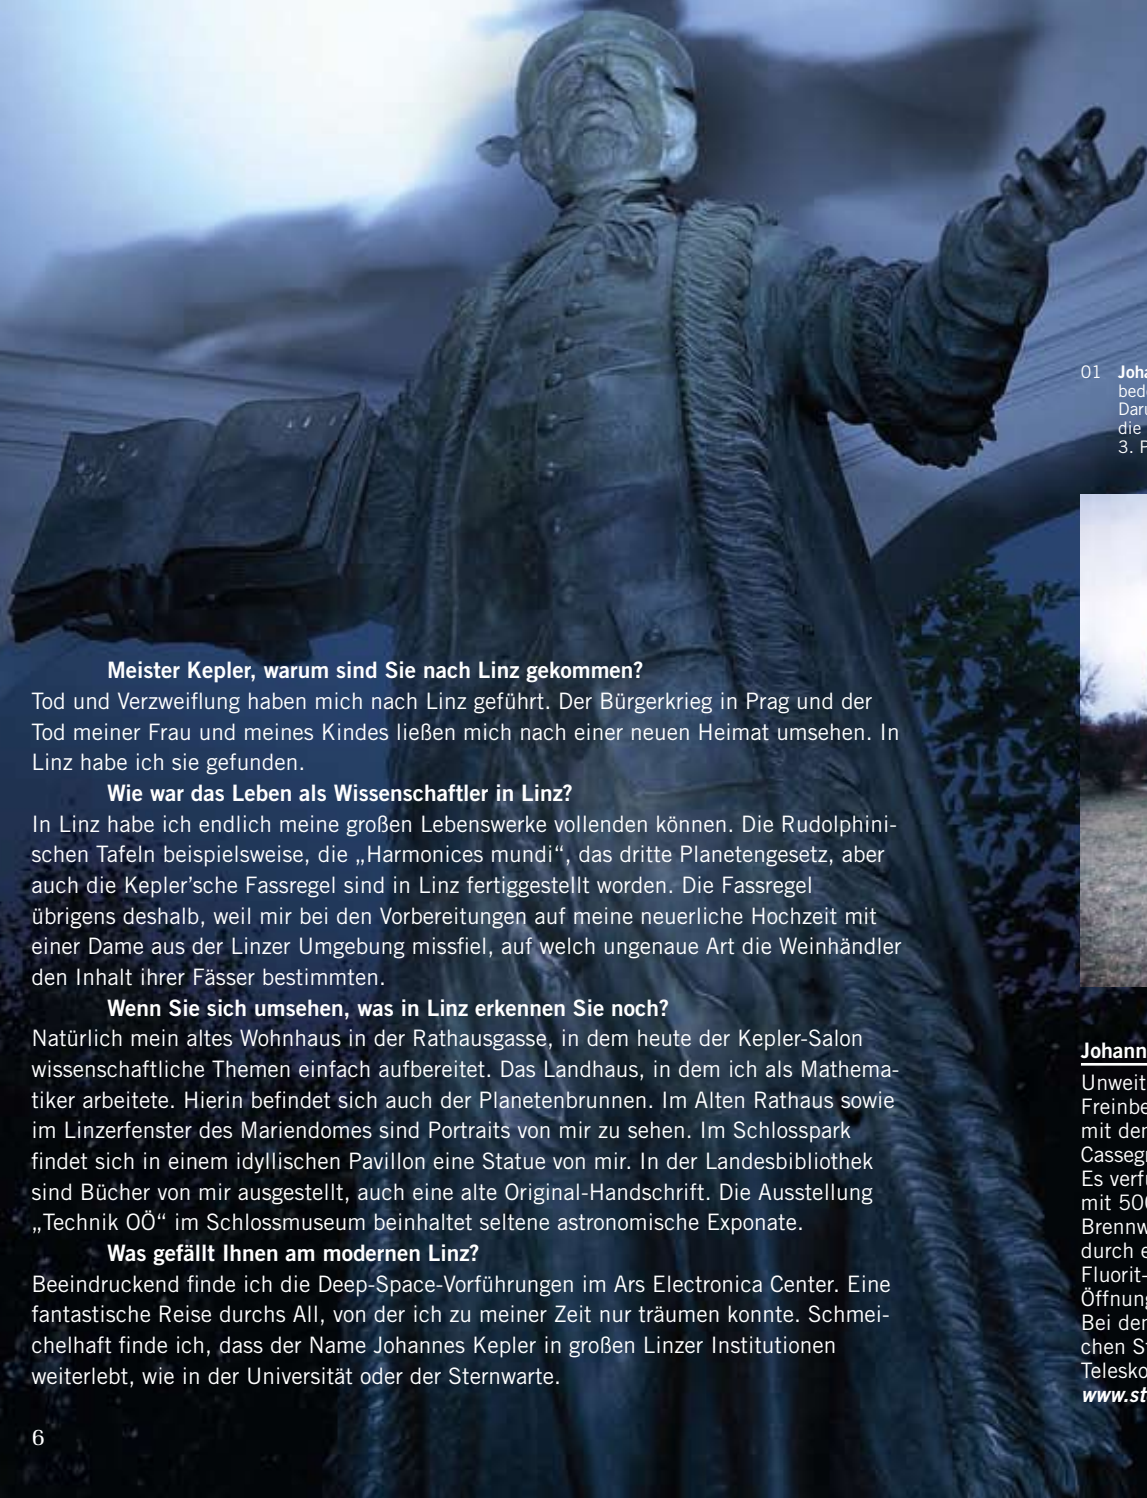 Meister Kepler, warum sind Sie nach Linz gekommen?
Tod und Verzweiflung haben mich nach Linz geführt. Der Bürgerkrieg in Prag und der
Tod meiner Frau und meines Kindes ließen mich nach einer neuen Heimat umsehen. In
Linz habe ich sie gefunden.
Wie war das Leben als Wissenschaftler in Linz?
In Linz habe ich endlich meine großen Lebenswerke vollenden können. Die Rudolphini-
schen Tafeln beispielsweise, die „Harmonices mundi“, das dritte Planetengesetz, aber
auch die Kepler’sche Fassregel sind in Linz fertiggestellt worden. Die Fassregel
übrigens deshalb, weil mir bei den Vorbereitungen auf meine neuerliche Hochzeit mit
einer Dame aus der Linzer Umgebung missfiel, auf welch ungenaue Art die Weinhändler
den Inhalt ihrer Fässer bestimmten.
Wenn Sie sich umsehen, was in Linz erkennen Sie noch?
Natürlich mein altes Wohnhaus in der Rathausgasse, in dem heute der Kepler-Salon
wissenschaftliche Themen einfach aufbereitet. Das Landhaus, in dem ich als Mathema-
tiker arbeitete. Hierin befindet sich auch der Planetenbrunnen. Im Alten Rathaus sowie
im Linzerfenster des Mariendomes sind Portraits von mir zu sehen. Im Schlosspark
findet sich in einem idyllischen Pavillon eine Statue von mir. In der Landesbibliothek
sind Bücher von mir ausgestellt, auch eine alte Original-Handschrift. Die Ausstellung
„Technik OÖ“ im Schlossmuseum beinhaltet seltene astronomische Exponate.
Was gefällt Ihnen am modernen Linz?
Beeindruckend finde ich die Deep-Space-Vorführungen im Ars Electronica Center. Eine
fantastische Reise durchs All, von der ich zu meiner Zeit nur träumen konnte. Schmei-
chelhaft finde ich, dass der Name Johannes Kepler in großen Linzer Institutionen
weiterlebt, wie in der Universität oder der Sternwarte.
6
01
die
3.
Johann
Unweit
mit
Es
mit
durch
Fluorit-
Bei
chen